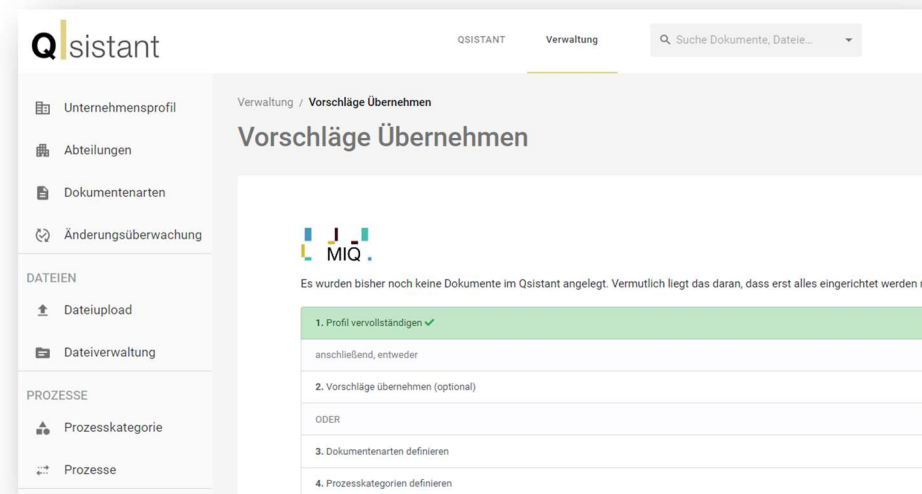 Qsistant
QSISTANT
Verwaltung
Suche Dokumente, Dateie...
Unternehmensprofil
Abteilungen
Dokumentenarten
Änderungsüberwachung
DATEIEN
Dateiupload
Dateiverwaltung
PROZESSE
Prozesskategorie
Prozesse
Verwaltung / Vorschläge Übernehmen
Vorschläge Übernehmen
MIQ
Es wurden bisher noch keine Dokumente im Qsistant angelegt. Vermutlich liegt das daran, dass erst alles eingerichtet werden
1. Profil vervollständigen ✓
anschließend, entweder
2. Vorschläge übernehmen (optional)
ODER
3. Dokumentenarten definieren
4. Prozesskategorien definieren